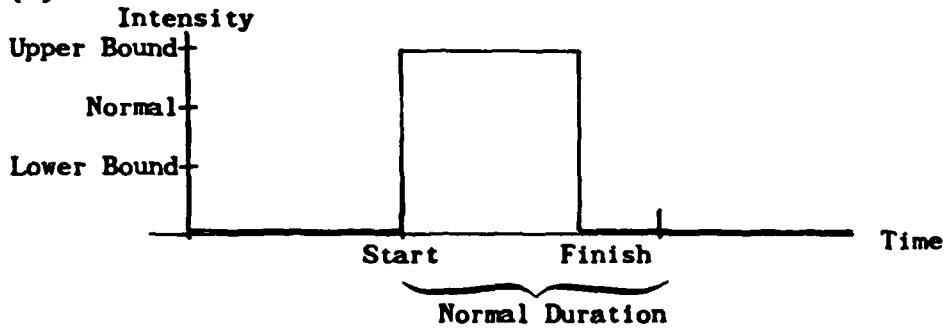 Intensity
Upper Bound
Normal
Lower Bound
Start Finish Time
Normal Duration